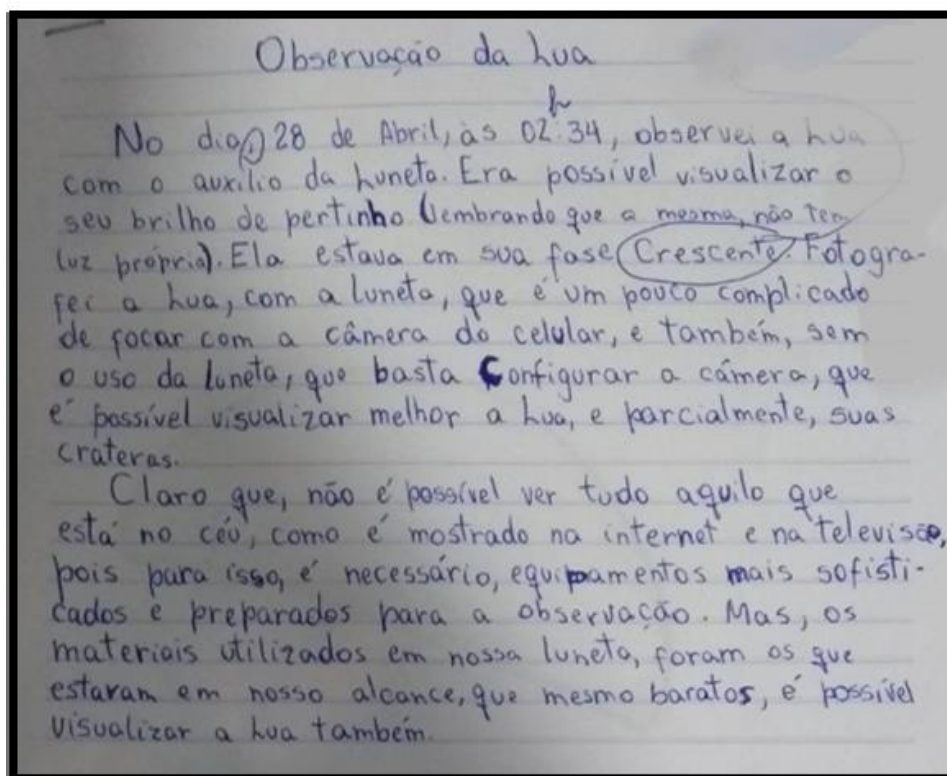 Observação da Lua
No dia, 28 de Abril, às 02h:34, observei a Lua
com o auxílio da Luneta. Era possível visualizar o
seu brilho de pertinho (lembrando que a mesma, não tem
luz própria). Ela estava em sua fase Crescente. Fotogra-
fei a Lua, com a luneta, que é um pouco complicado
de focar com a câmera do celular, e também, sem
o uso da luneta, que basta configurar a câmera, que
é possível visualizar melhor a Lua, e parcialmente, suas
crateras.
Claro que, não é possível ver tudo aquilo que
está no céu, como é mostrado na internet e na televisão,
pois para isso, é necessário, equipamentos mais sofisti-
cados e preparados para a observação. Mas, os
materiais utilizados em nossa luneta, foram os que
estavam em nosso alcance, que mesmo baratos, é possível
visualizar a Lua também.